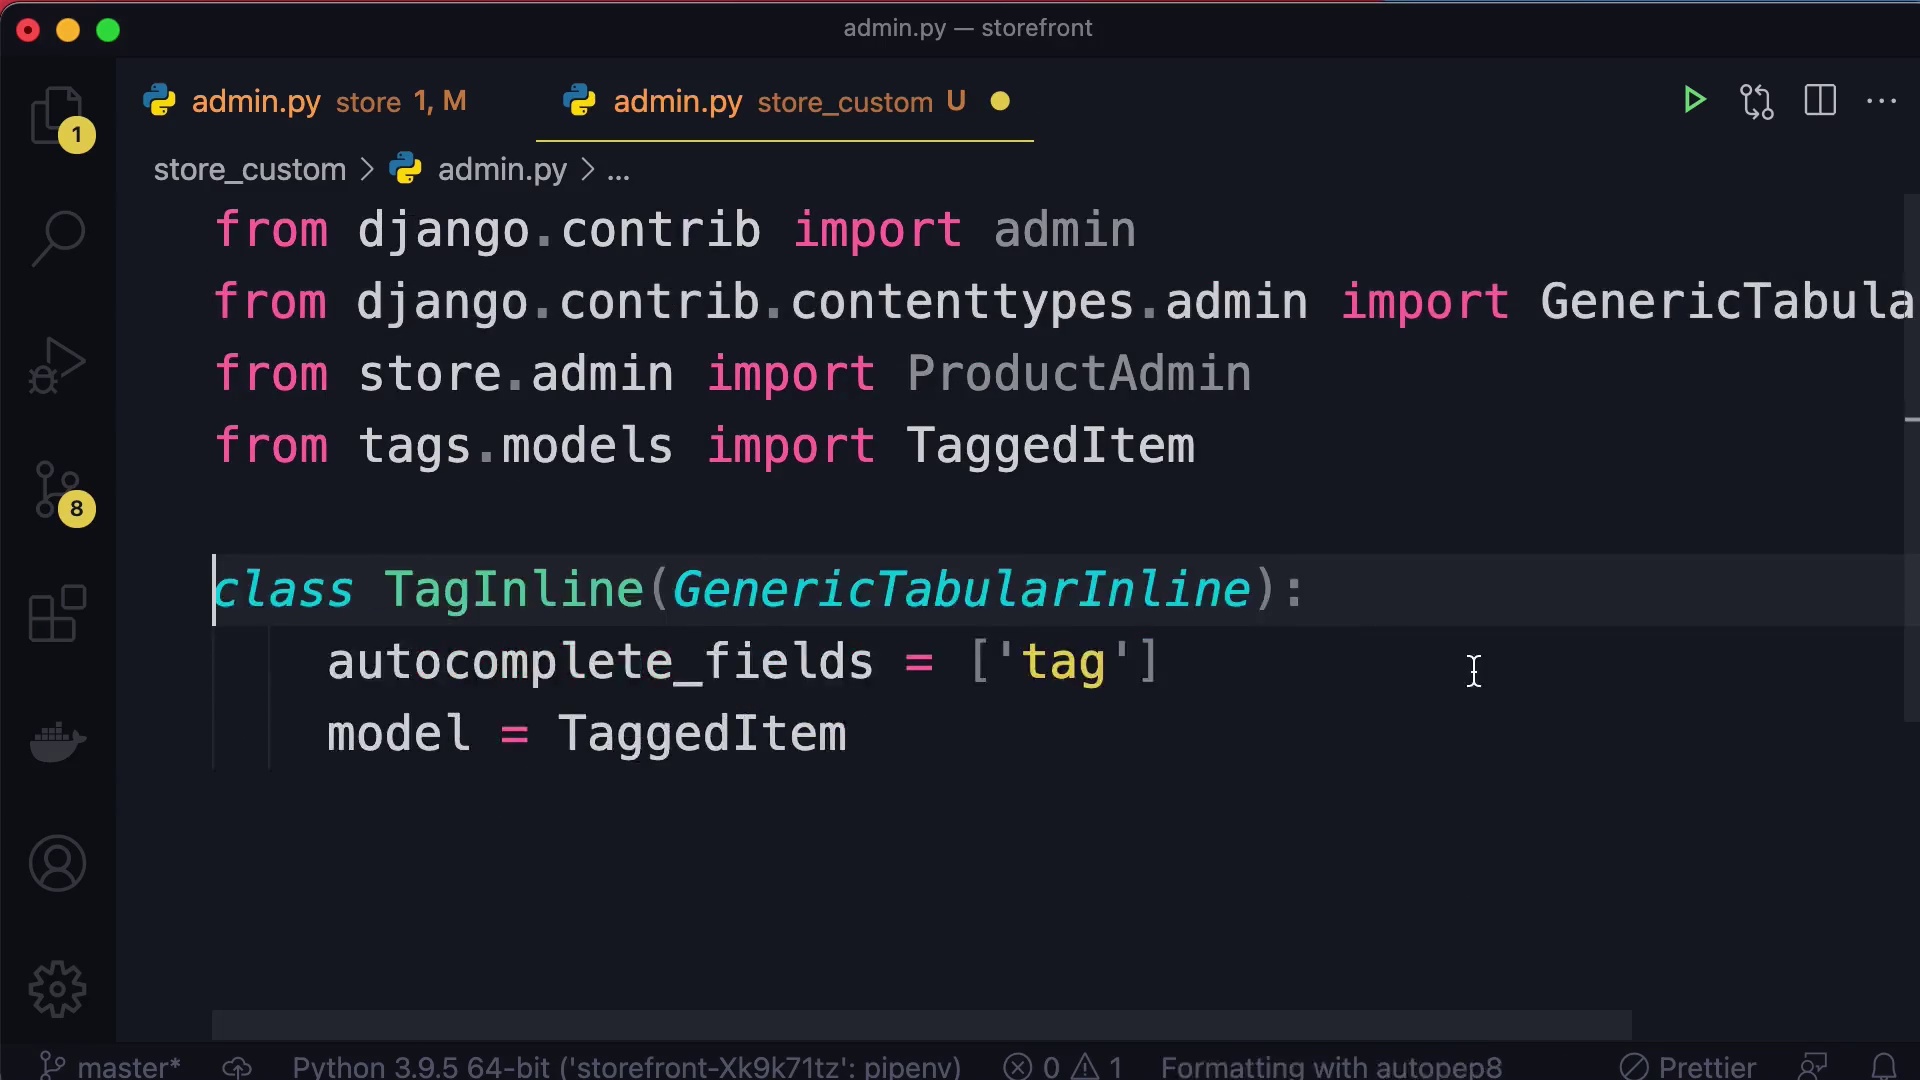 admin.py — storefront
admin.py store 1, M admin.py store_custom U
store_custom > admin.py > ...
from django.contrib import admin
from django.contrib.contenttypes.admin import GenericTabula
from store.admin import ProductAdmin
from tags.models import TaggedItem
class TagInline(GenericTabularInline):
autocomplete_fields = ['tag']
model = TaggedItem
1
8
master* Python 3.9.5 64-bit ('storefront-Xk9k71tz': pipenv) 0 1 Formatting with autopep8 Prettier